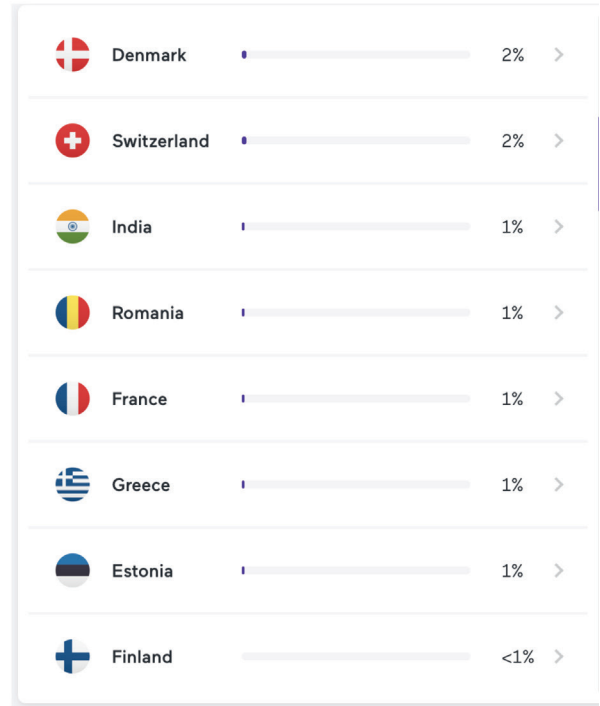 Denmark 2%
Switzerland 2%
India 1%
Romania 1%
France 1%
Greece 1%
Estonia 1%
Finland <1%